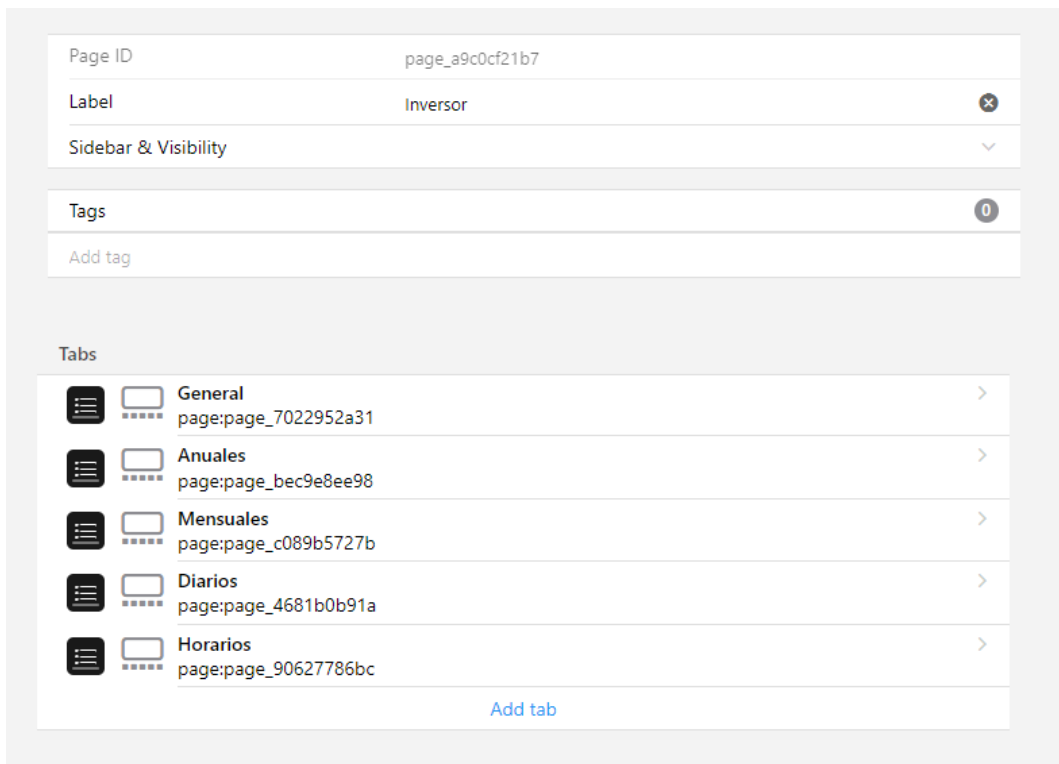 Page ID page_a9c0cf21b7
Label Inversor
Sidebar & Visibility
Tags 0
Add tag
Tabs
General
page:page_7022952a31
Anuales
page:page_bec9e8ee98
Mensuales
page:page_c089b5727b
Diarios
page:page_4681b0b91a
Horarios
page:page_90627786bc
Add tab